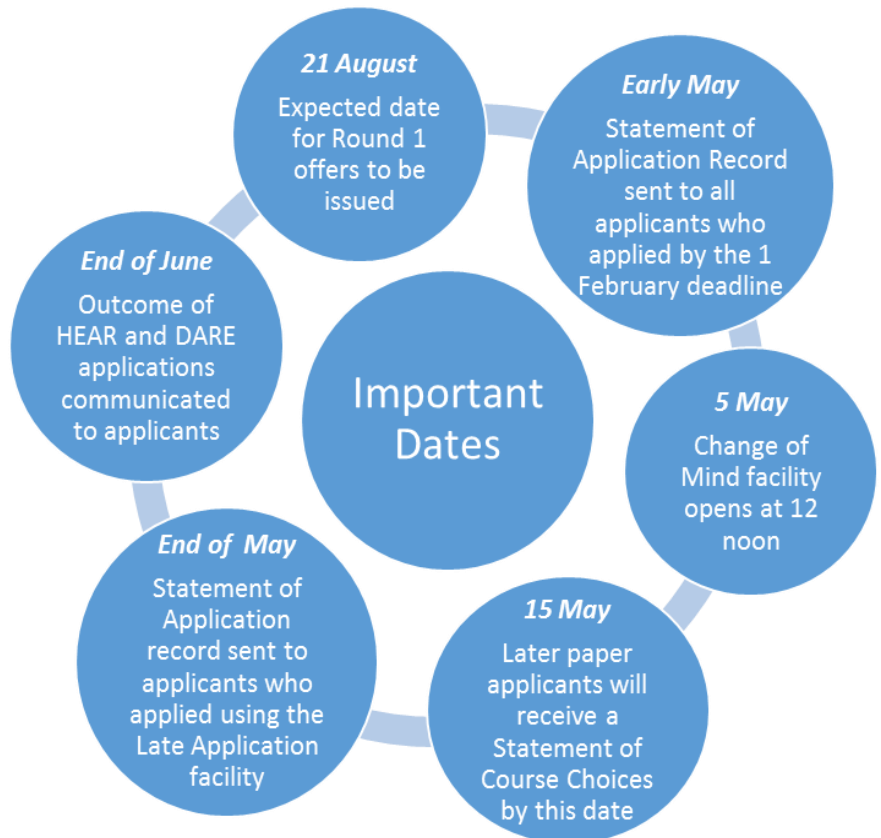 21 August
Expected date
for Round 1
offers to be
issued
Early May
Statement of
Application Record
sent to all
applicants who
applied by the 1
February deadline
End of June
Outcome of
HEAR and DARE
applications
communicated
to applicants
Important
Dates
5 May
Change of
Mind facility
opens at 12
noon
End of May
Statement of
Application
record sent to
applicants who
applied using the
Late Application
facility
15 May
Later paper
applicants will
receive a
Statement of
Course Choices
by this date